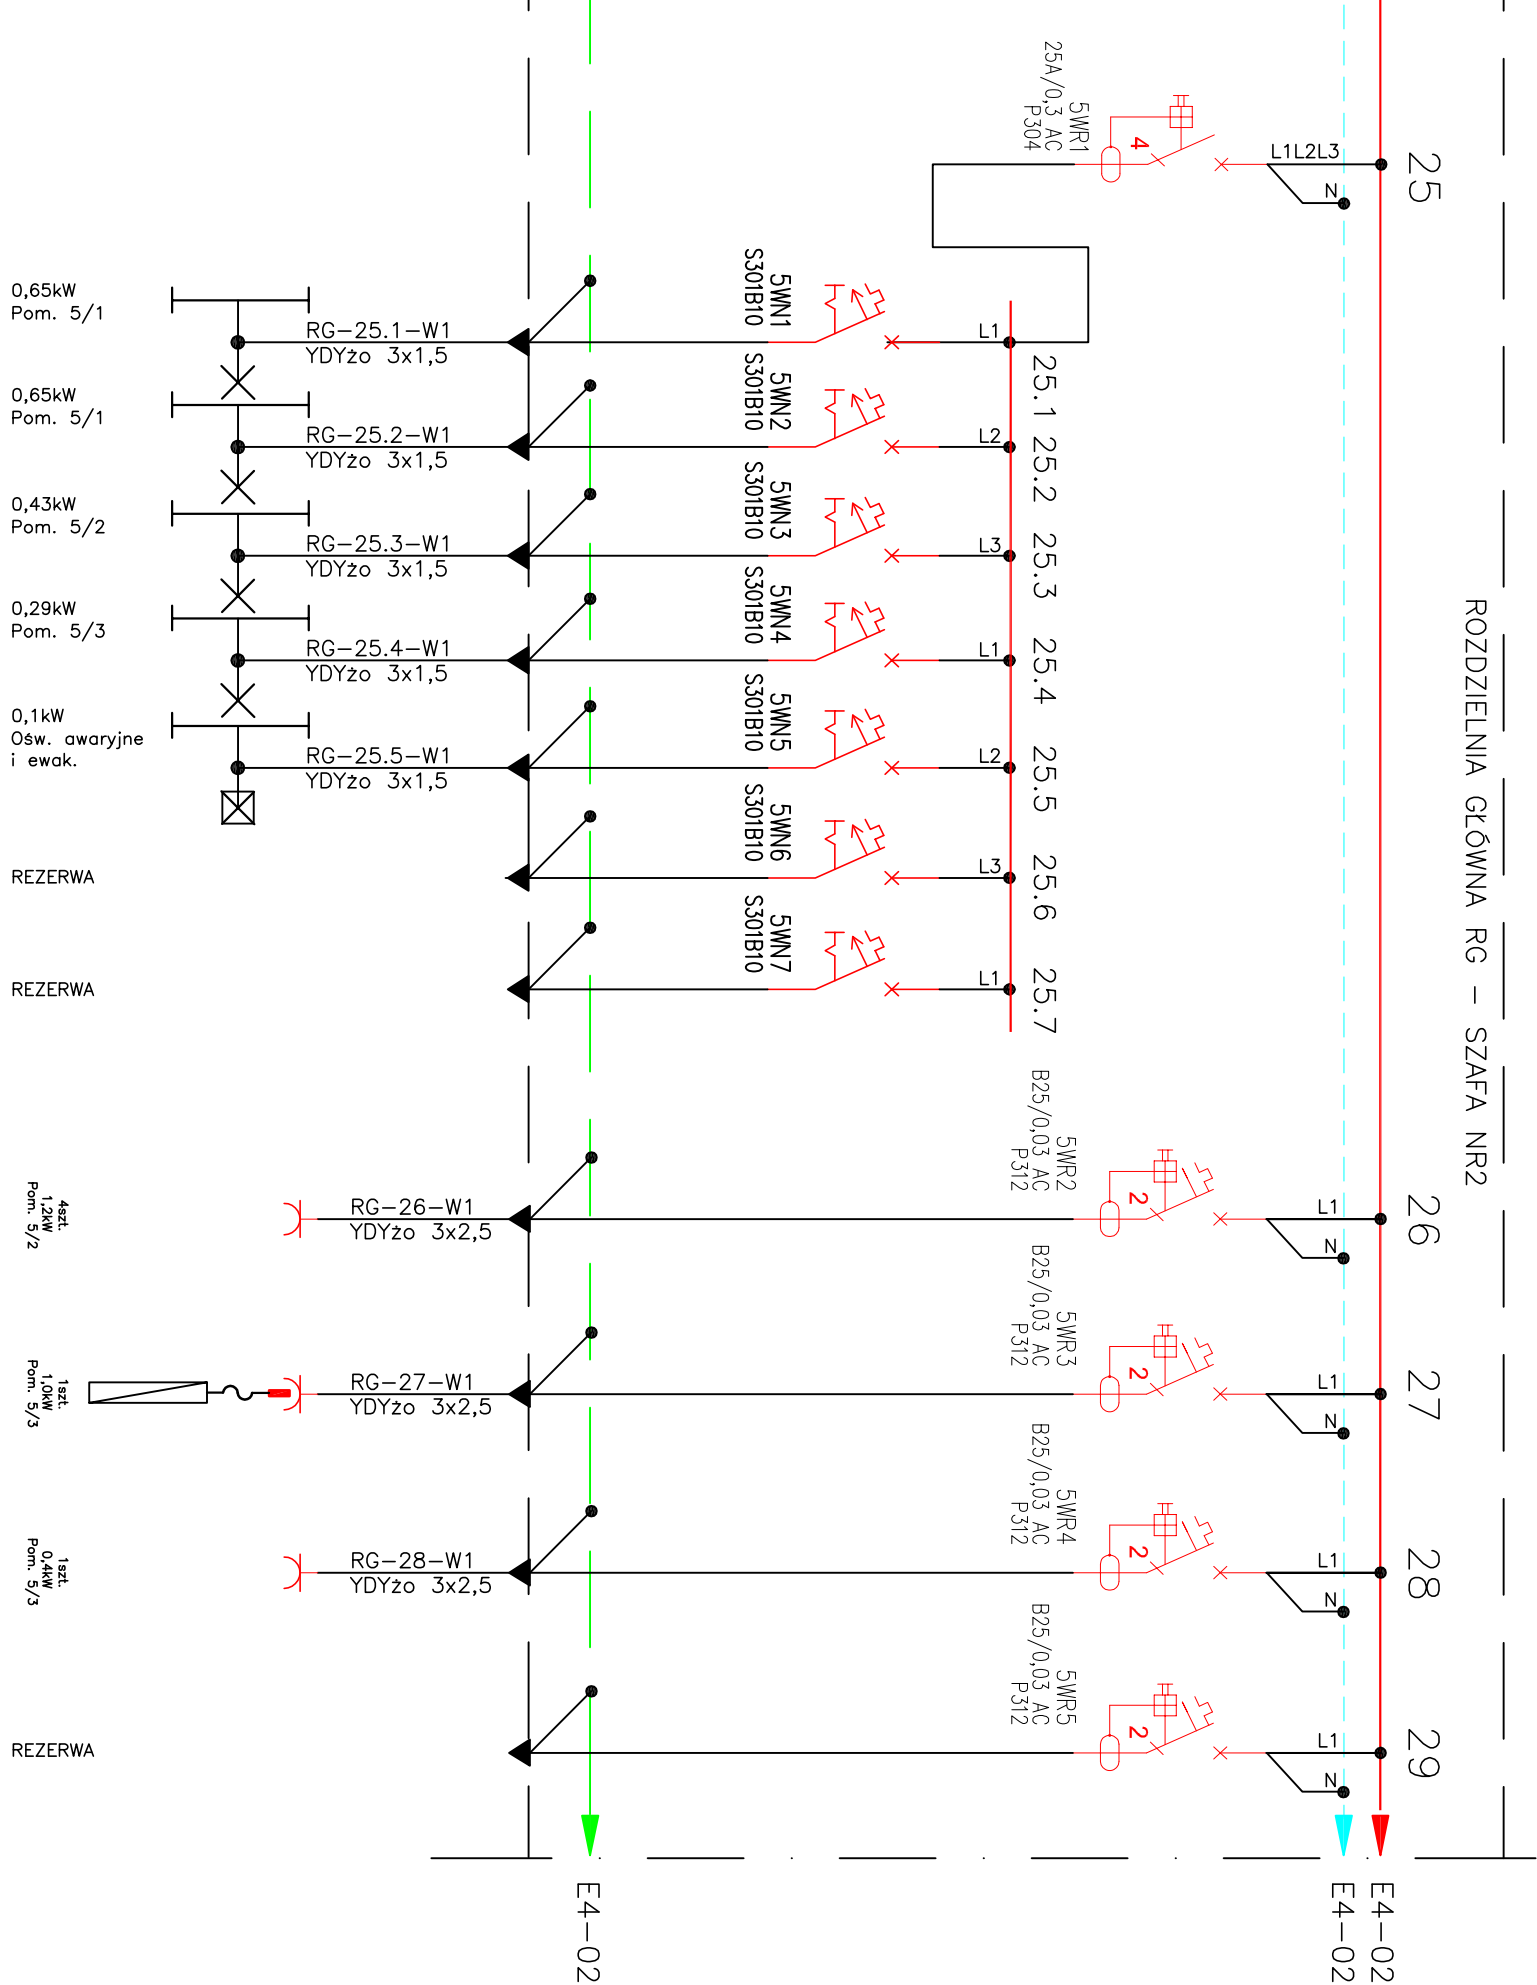 ROZDZIELNIA GŁÓWNA RG – SZAFA NR2
25
L1L2L3
N
4
5WR1
25A/0,3 AC
P304
25.1
L1
5WN1
S301B10
RG-25.1-W1
YDYżo 3x1,5
0,65kW
Pom. 5/1
25.2
L2
5WN2
S301B10
RG-25.2-W1
YDYżo 3x1,5
0,65kW
Pom. 5/1
25.3
L3
5WN3
S301B10
RG-25.3-W1
YDYżo 3x1,5
0,43kW
Pom. 5/2
25.4
L1
5WN4
S301B10
RG-25.4-W1
YDYżo 3x1,5
0,29kW
Pom. 5/3
25.5
L2
5WN5
S301B10
RG-25.5-W1
YDYżo 3x1,5
0,1kW
Ośw. awaryjne
i ewak.
25.6
L3
5WN6
S301B10
REZERWA
25.7
L1
5WN7
S301B10
REZERWA
26
L1
N
2
5WR2
B25/0,03 AC
P312
RG-26-W1
YDYżo 3x2,5
4szt.
1,2kW
Pom. 5/2
27
L1
N
2
5WR3
B25/0,03 AC
P312
RG-27-W1
YDYżo 3x2,5
1szt.
1,0kW
Pom. 5/3
28
L1
N
2
5WR4
B25/0,03 AC
P312
RG-28-W1
YDYżo 3x2,5
1szt.
0,4kW
Pom. 5/3
29
L1
N
2
5WR5
B25/0,03 AC
P312
REZERWA
E4-02
E4-02
E4-02